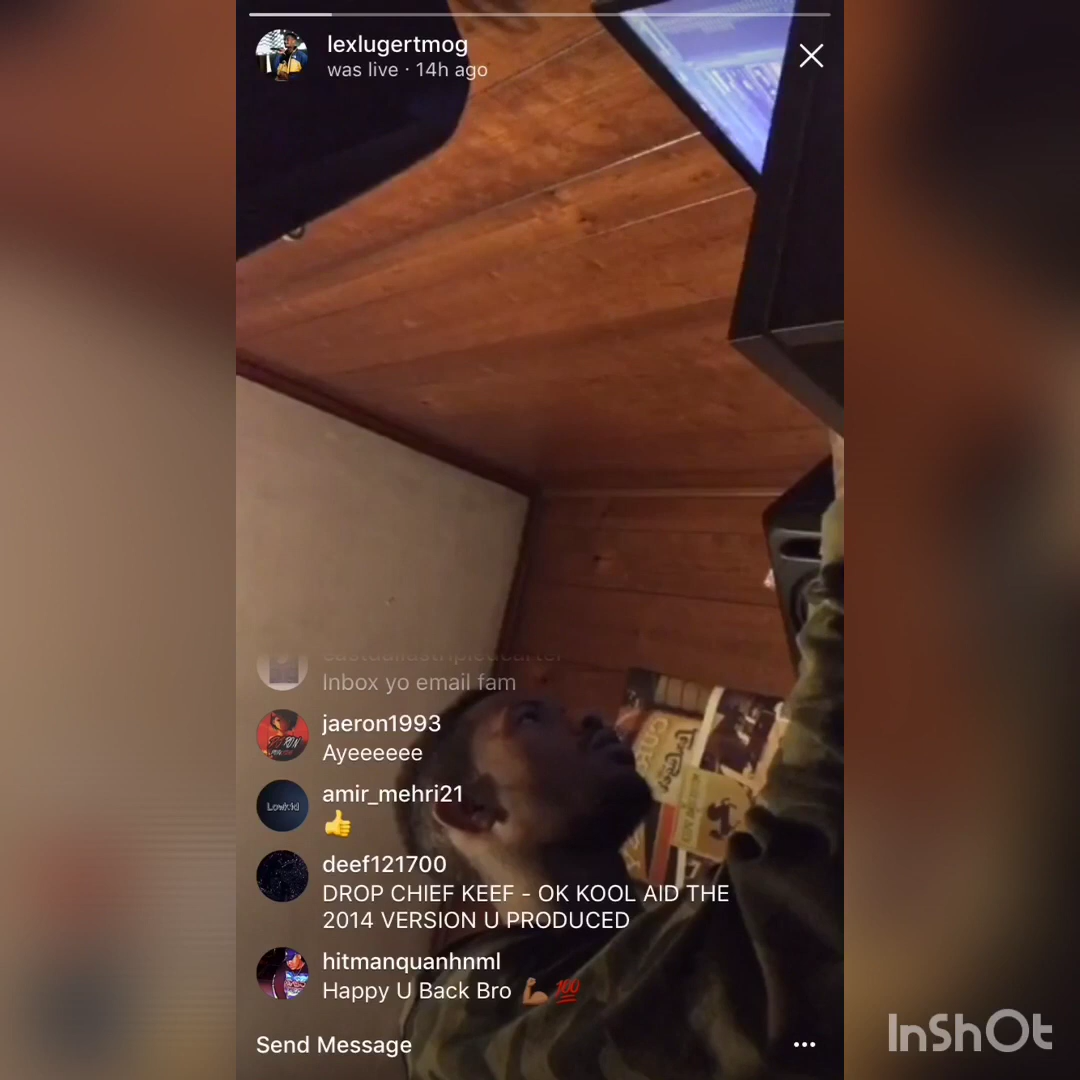 lexlugertmog
was live · 14h ago
Inbox yo email fam
jaeron1993
Ayeeeeee
amir_mehri21
Lowkid
👍
deef121700
DROP CHIEF KEEF - OK KOOL AID THE
2014 VERSION U PRODUCED
hitmanquanhnml
Happy U Back Bro 💪🏾💯
Send Message
InShOt